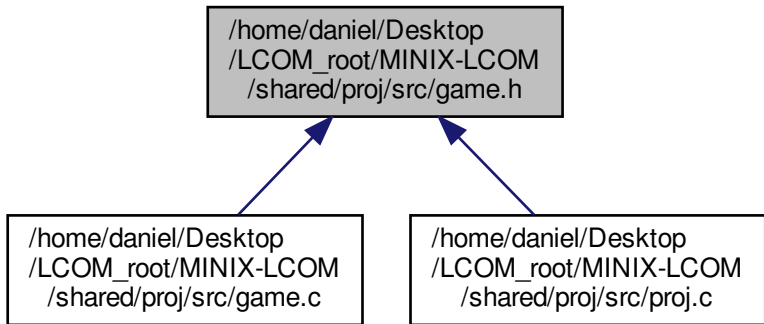 /home/daniel/Desktop
/LCOM_root/MINIX-LCOM
/shared/proj/src/game.h
/home/daniel/Desktop
/LCOM_root/MINIX-LCOM
/shared/proj/src/game.c
/home/daniel/Desktop
/LCOM_root/MINIX-LCOM
/shared/proj/src/proj.c